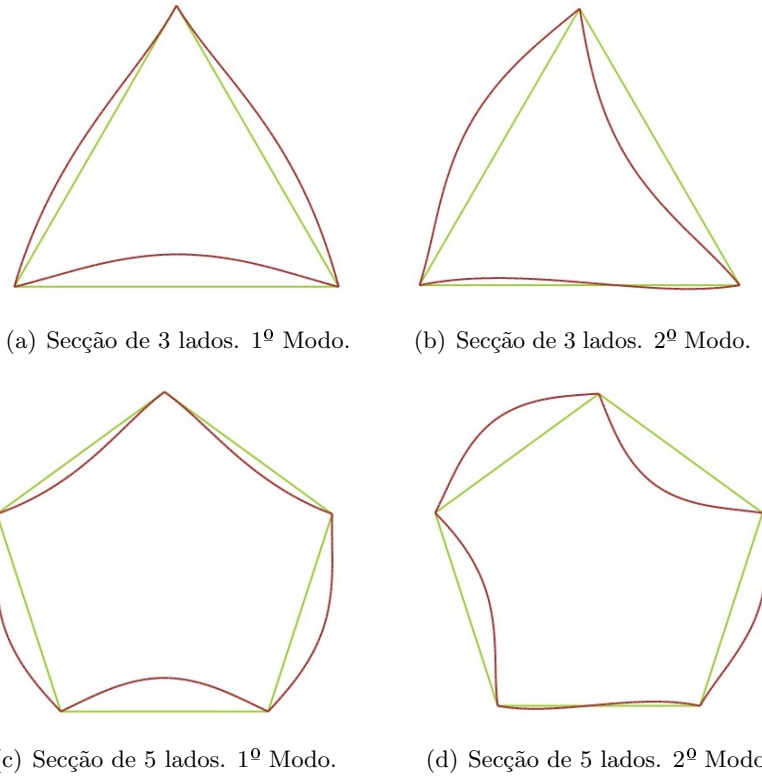 (a) Secção de 3 lados. 1º Modo.
(b) Secção de 3 lados. 2º Modo.
c) Secção de 5 lados. 1º Modo.
(d) Secção de 5 lados. 2º Modo